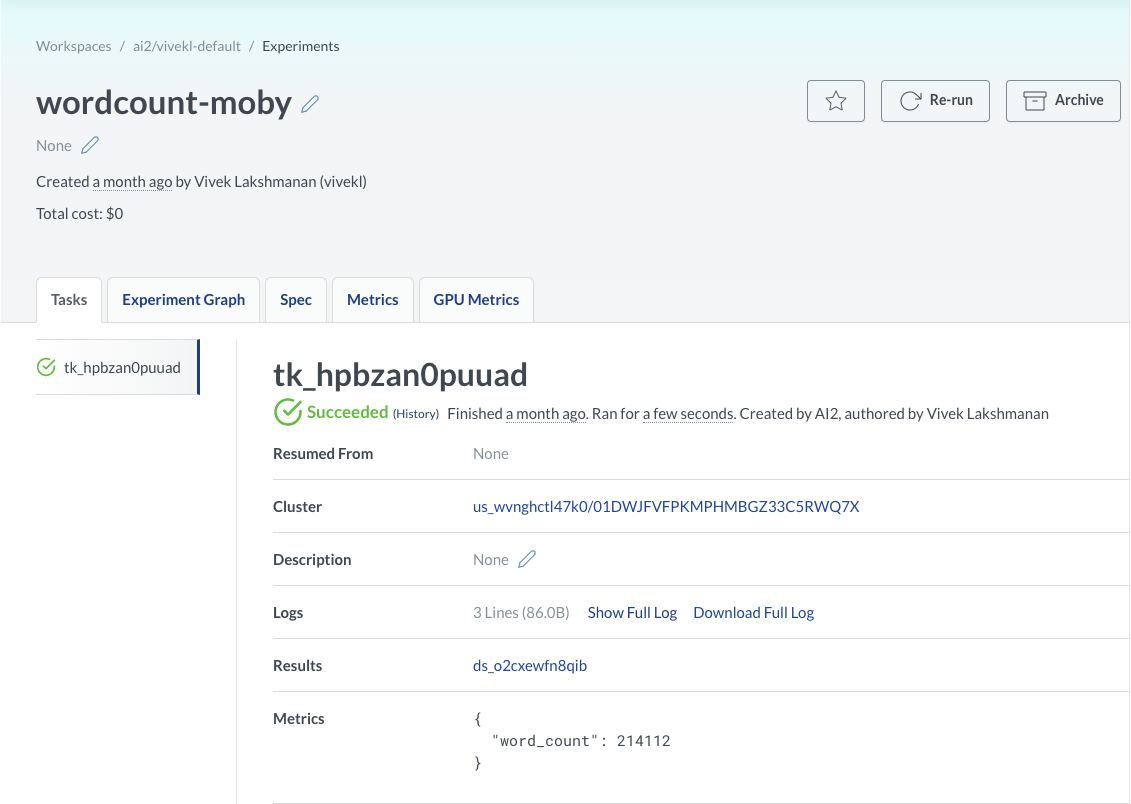 Workspaces / ai2/vivekl-default / Experiments
wordcount-moby
Re-run
Archive
None
Created a month ago by Vivek Lakshmanan (vivekl)
Total cost: $0
Tasks
Experiment Graph
Spec
Metrics
GPU Metrics
tk_hpbzan0puuad
tk_hpbzan0puuad
Succeeded (History) Finished a month ago. Ran for a few seconds. Created by AI2, authored by Vivek Lakshmanan
Resumed From None
Cluster us_wvnghctl47k0/01DWJFVFPKMPHMBGZ33C5RWQ7X
Description None
Logs 3 Lines (86.0B) Show Full Log Download Full Log
Results ds_o2cxewfn8qib
Metrics {
"word_count": 214112
}